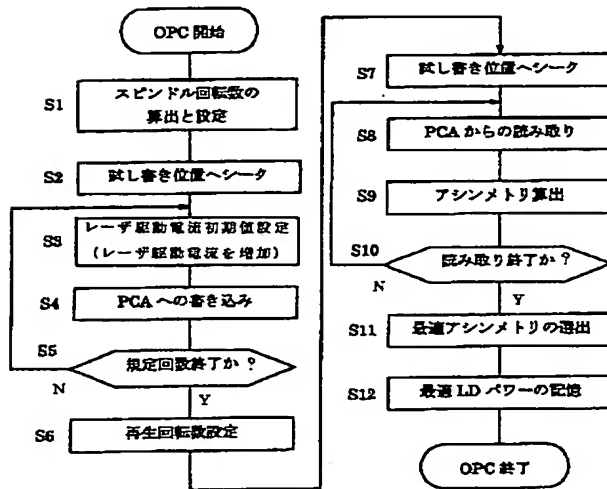 OPC 開始
S1
スピンドル回転数の
算出と設定
S2
試し書き位置へシーク
S3
レーザ駆動電流初期値設定
(レーザ駆動電流を増加)
S4
PCA への書き込み
S5
規定回数終了か？
N
Y
S6
再生回転数設定
S7
試し書き位置へシーク
S8
PCA からの読み取り
S9
アシンメトリ算出
S10
読み取り終了か？
N
Y
S11
最適アシンメトリの選出
S12
最適 LD パワーの記憶
OPC 終了